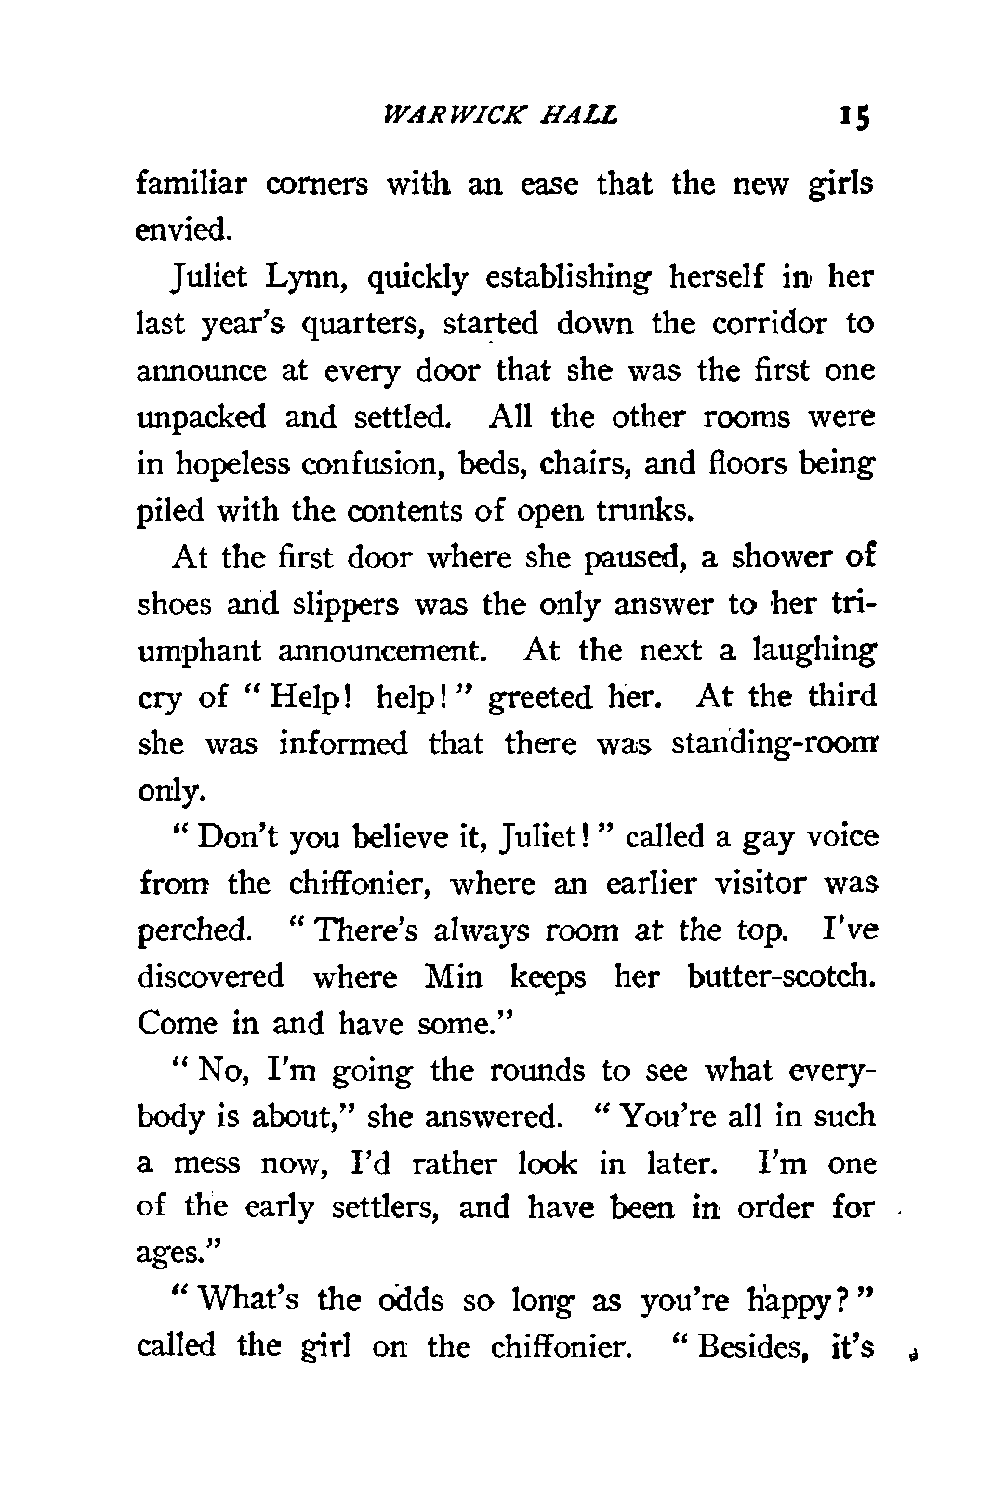 WARWICK HALL 15
familiar corners with an ease that the new girls
envied.
Juliet Lynn, quickly establishing herself in her
last year's quarters, started down the corridor to
announce at every door that she was the first one
unpacked and settled. All the other rooms were
in hopeless confusion, beds, chairs, and floors being
piled with the contents of open trunks.
At the first door where she paused, a shower of
shoes and slippers was the only answer to her tri-
umphant announcement. At the next a laughing
cry of " Help! help! " greeted her. At the third
she was informed that there was standing-room
only.
" Don't you believe it, Juliet! " called a gay voice
from the chiffonier, where an earlier visitor was
perched. " There's always room at the top. I've
discovered where Min keeps her butter-scotch.
Come in and have some."
" No, I'm going the rounds to see what every-
body is about," she answered. " You're all in such
a mess now, I'd rather look in later. I'm one
of the early settlers, and have been in order for
ages."
" What's the odds so long as you're happy? "
called the girl on the chiffonier. " Besides, it's